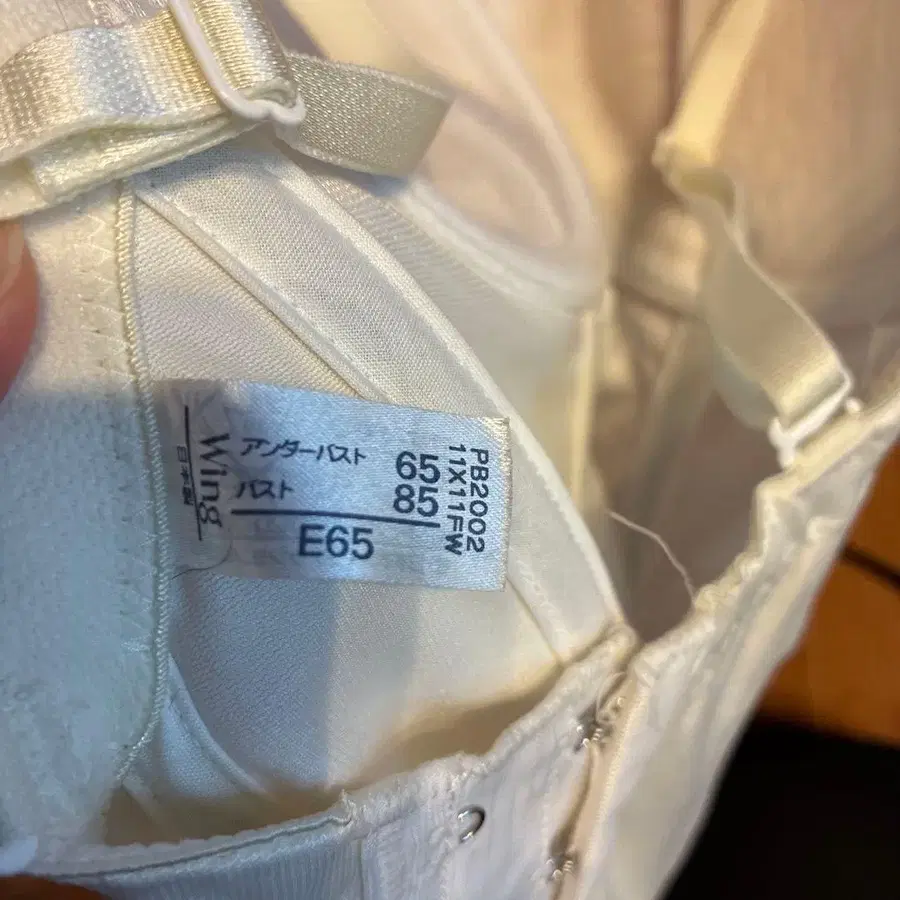 Wing
日本製
アンダーバスト 65
バスト 85
E65
PB2002
11X11FW